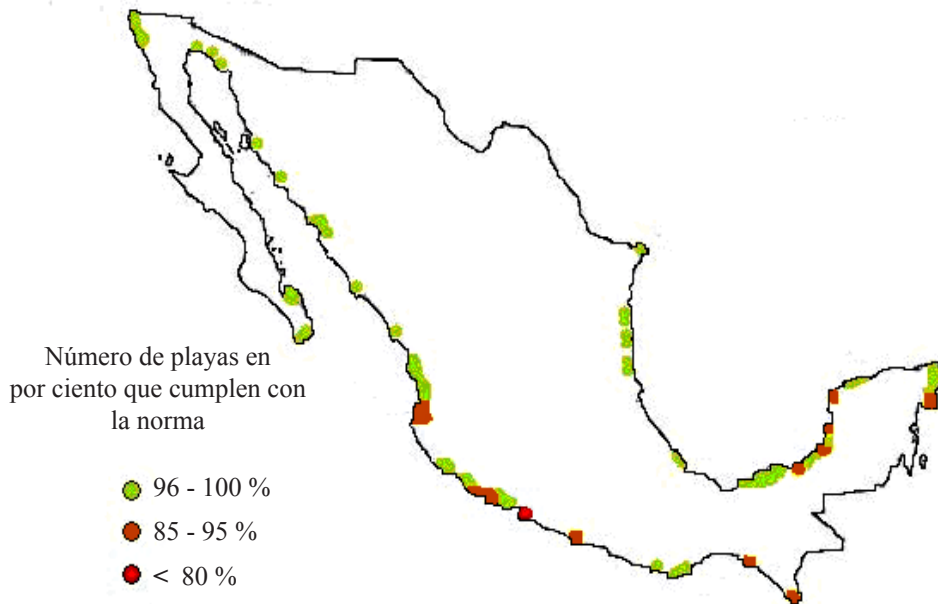 Número de playas en
por ciento que cumplen con
la norma
96 - 100 %
85 - 95 %
< 80 %